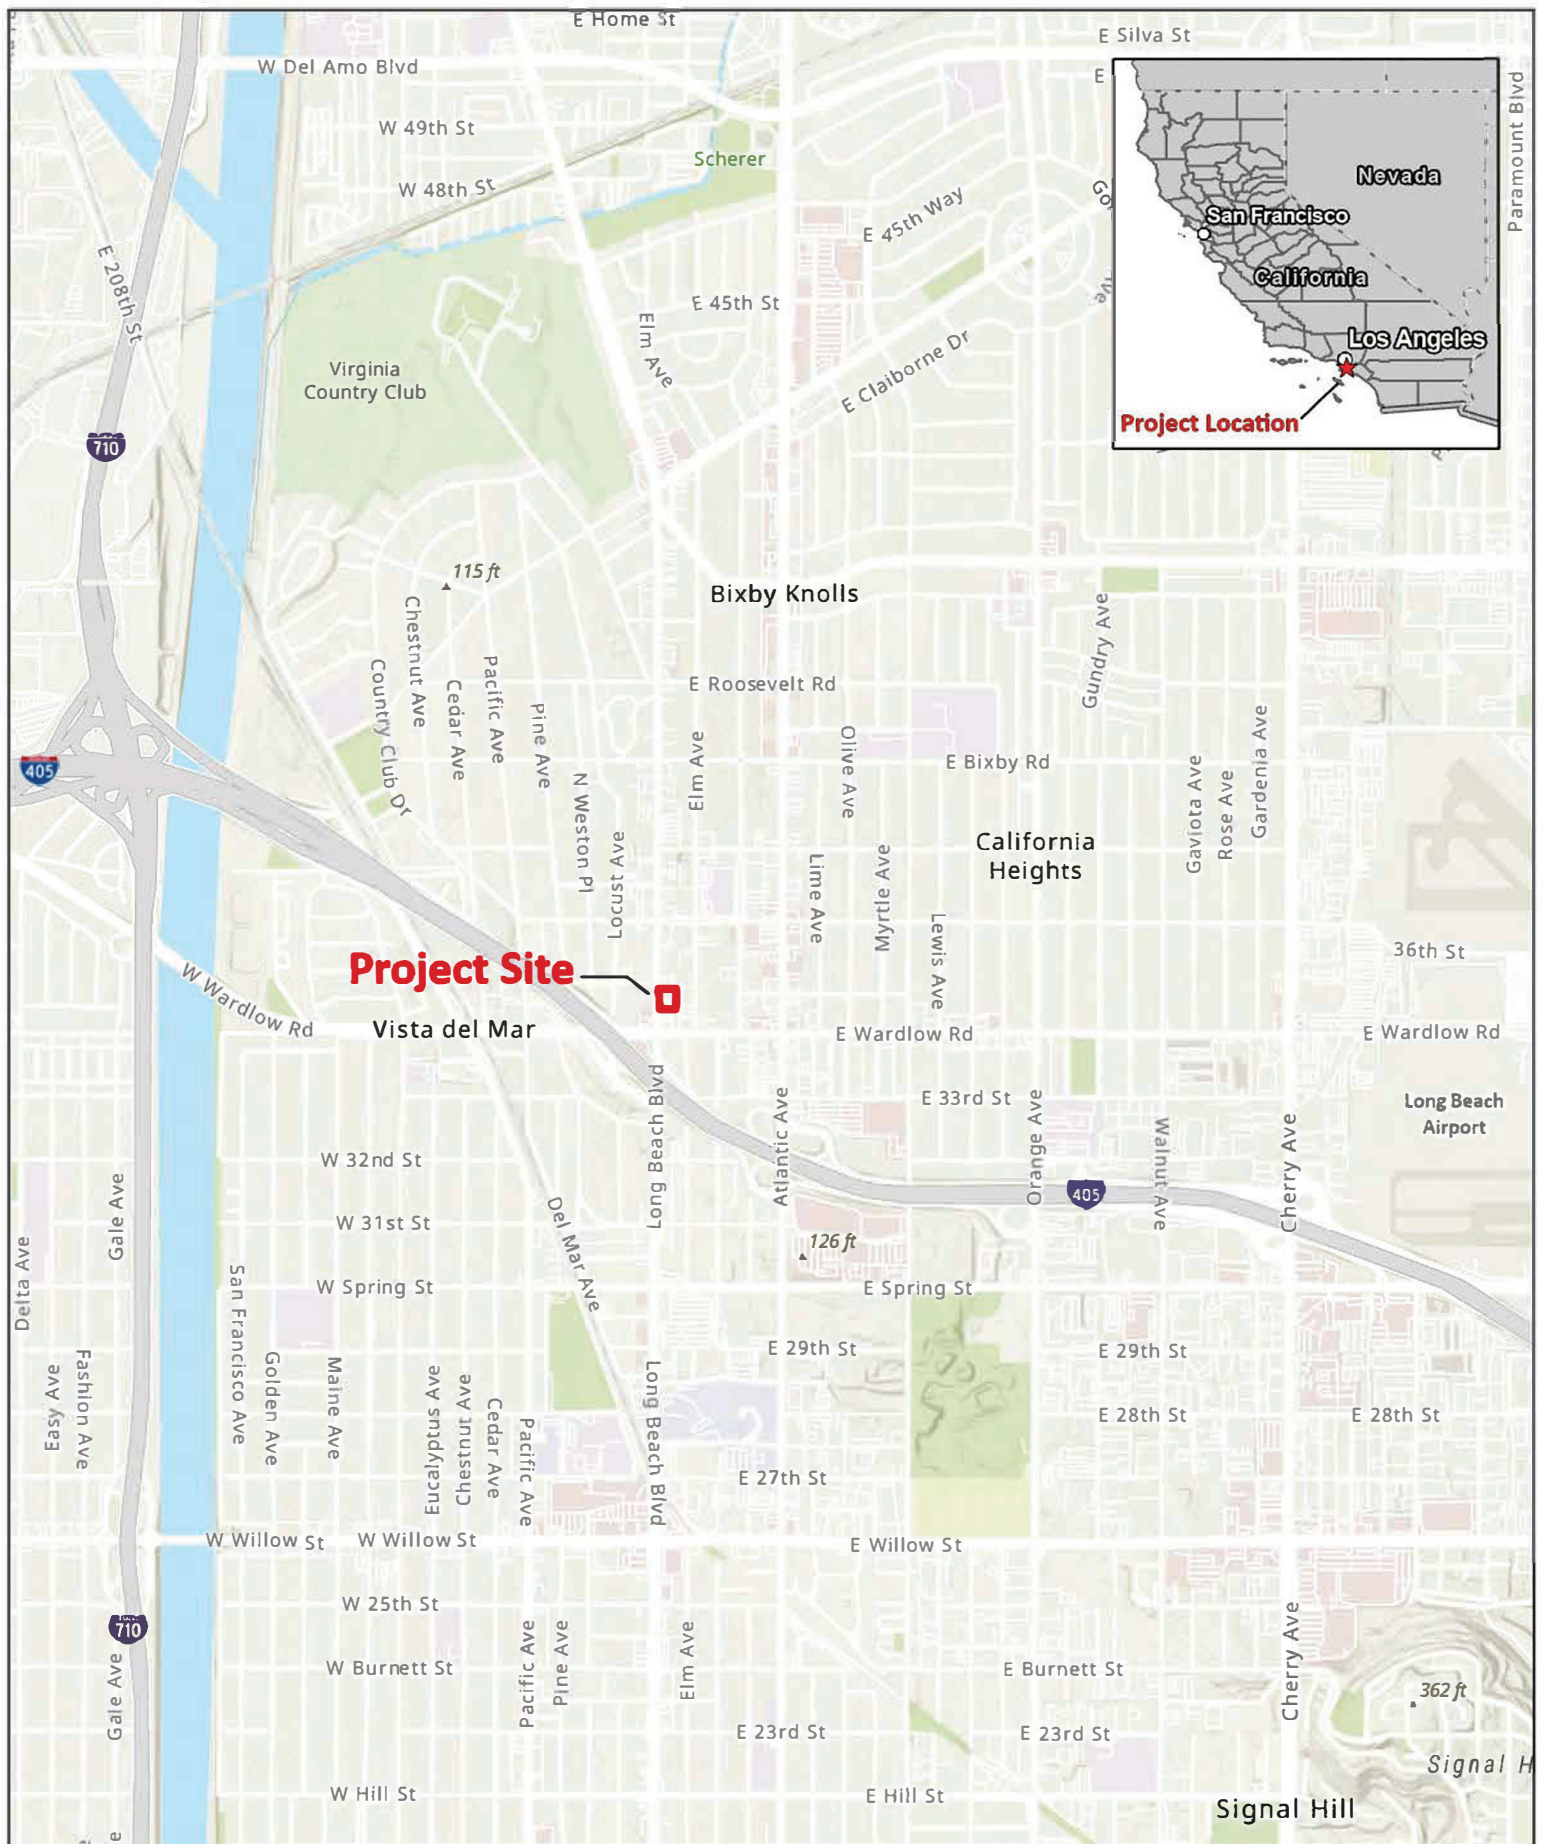 E Home St
E Silva St
W Del Amo Blvd
E
Paramount Blvd
W 49th St
Scherer
W 48th St
E 45th Way
Nevada
San Francisco
California
Los Angeles
Project Location
E 208th St
E 45th St
Elm Ave
E Claiborne Dr
Virginia
Country Club
710
115 ft
Bixby Knolls
Chestnut Ave
Gundry Ave
Country Club Dr
Cedar Ave
Pacific Ave
E Roosevelt Rd
Pine Ave
Elm Ave
Olive Ave
E Bixby Rd
Gardenia Ave
405
N Weston Pl
Gaviota Ave
Rose Ave
Locust Ave
Lime Ave
Myrtle Ave
California
Heights
Lewis Ave
36th St
Project Site
W Wardlow Rd
Vista del Mar
E Wardlow Rd
E Wardlow Rd
Long Beach Blvd
Atlantic Ave
E 33rd St
Orange Ave
Walnut Ave
Cherry Ave
Long Beach
Airport
W 32nd St
Gale Ave
405
W 31st St
Del Mar Ave
126 ft
Delta Ave
San Francisco Ave
W Spring St
E Spring St
E 29th St
E 29th St
Easy Ave
Fashion Ave
Golden Ave
Maine Ave
Eucalyptus Ave
Chestnut Ave
Cedar Ave
Pacific Ave
Long Beach Blvd
E 28th St
E 28th St
E 27th St
W Willow St
W Willow St
E Willow St
W 25th St
710
Gale Ave
W Burnett St
Pacific Ave
Pine Ave
Elm Ave
E Burnett St
Cherry Ave
362 ft
E 23rd St
E 23rd St
Signal H
W Hill St
E Hill St
Signal Hill